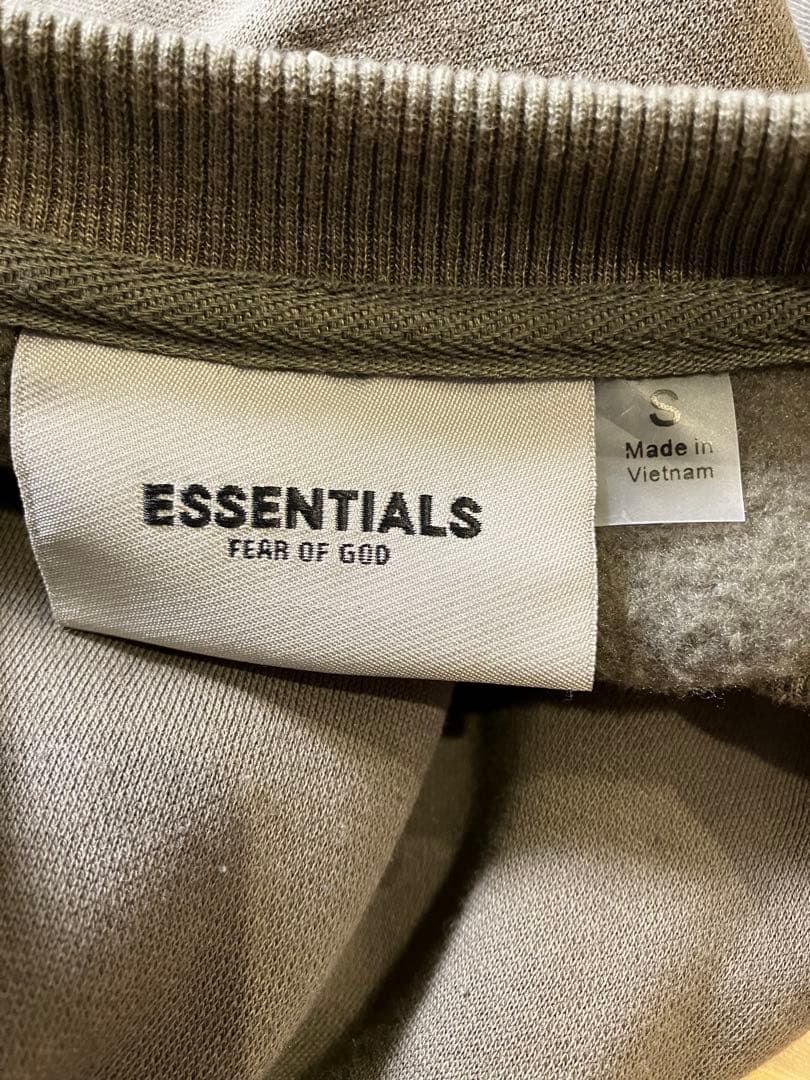 ESSENTIALS
FEAR OF GOD
S
Made in
Vietnam